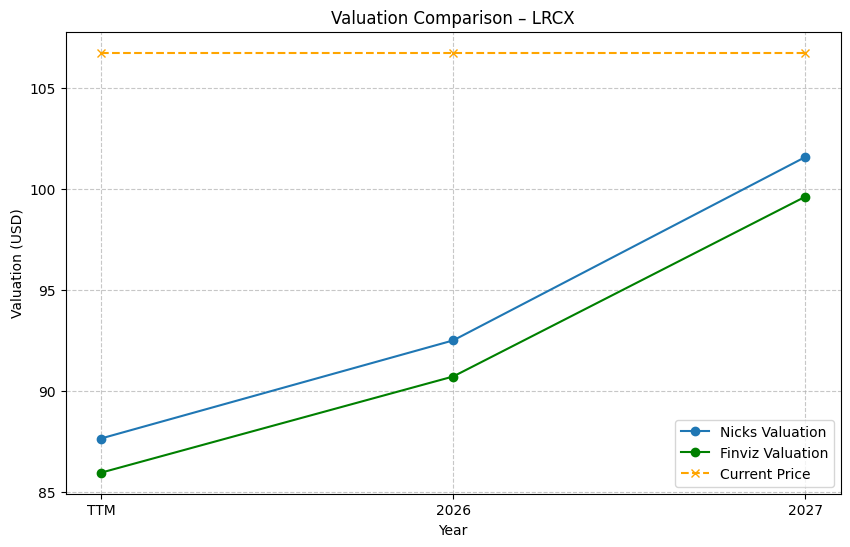 Valuation Comparison – LRCX
Valuation (USD)
105
100
95
90
85
TTM
2026
2027
Year
Nicks Valuation
Finviz Valuation
Current Price